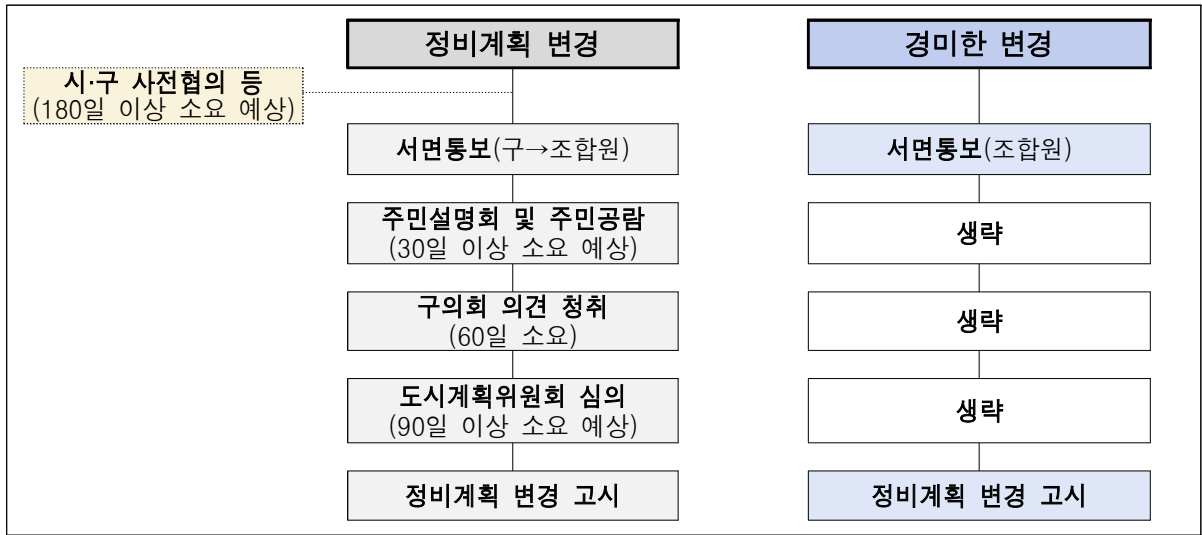 정비계획 변경
시·구 사전협의 등
(180일 이상 소요 예상)
서면통보(구→조합원)
주민설명회 및 주민공람
(30일 이상 소요 예상)
구의회 의견 청취
(60일 소요)
도시계획위원회 심의
(90일 이상 소요 예상)
정비계획 변경 고시
경미한 변경
서면통보(조합원)
생략
생략
생략
정비계획 변경 고시